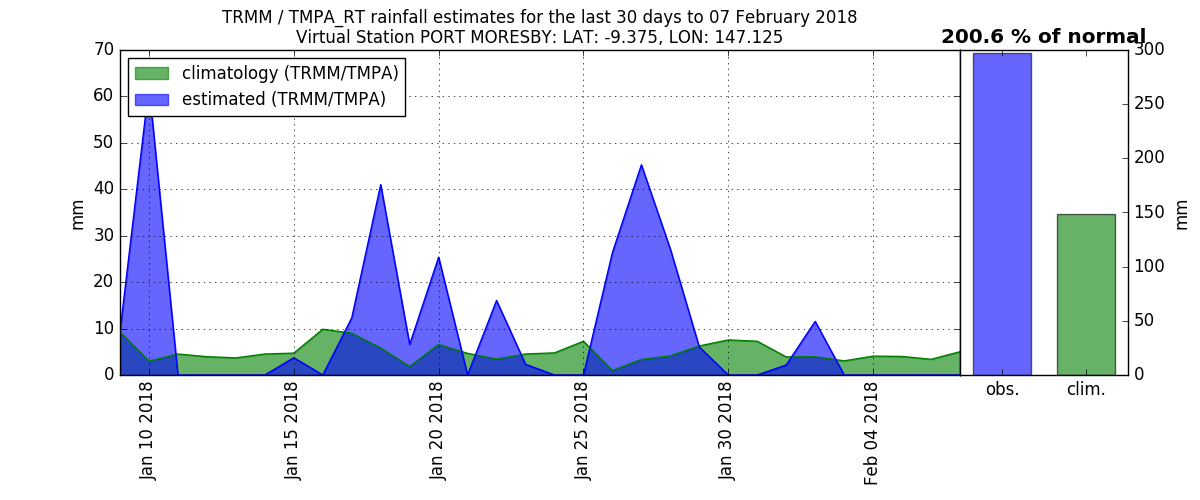 TRMM / TMPA_RT rainfall estimates for the last 30 days to 07 February 2018
Virtual Station PORT MORESBY: LAT: -9.375, LON: 147.125
200.6 % of normal
climatology (TRMM/TMPA)
estimated (TRMM/TMPA)
70
60
50
40
30
20
10
0
mm
Jan 10 2018
Jan 15 2018
Jan 20 2018
Jan 25 2018
Jan 30 2018
Feb 04 2018
obs.
clim.
300
250
200
150
100
50
0
mm